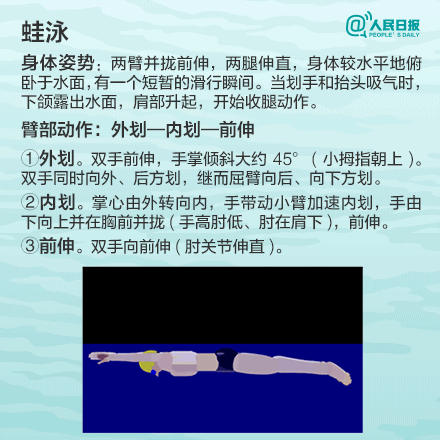 @人民日报
PEOPLE'S DAILY
蛙泳
身体姿势：两臂并拢前伸，两腿伸直，身体较水平地俯
卧于水面，有一个短暂的滑行瞬间。当划手和抬头吸气时，
下颌露出水面，肩部升起，开始收腿动作。
臂部动作：外划—内划—前伸
①外划。双手前伸，手掌倾斜大约 45°（小拇指朝上）。
双手同时向外、后方划，继而屈臂向后、向下方划。
②内划。掌心由外转向内，手带动小臂加速内划，手由
下向上并在胸前并拢（手高肘低、肘在肩下），前伸。
③前伸。双手向前伸（肘关节伸直）。